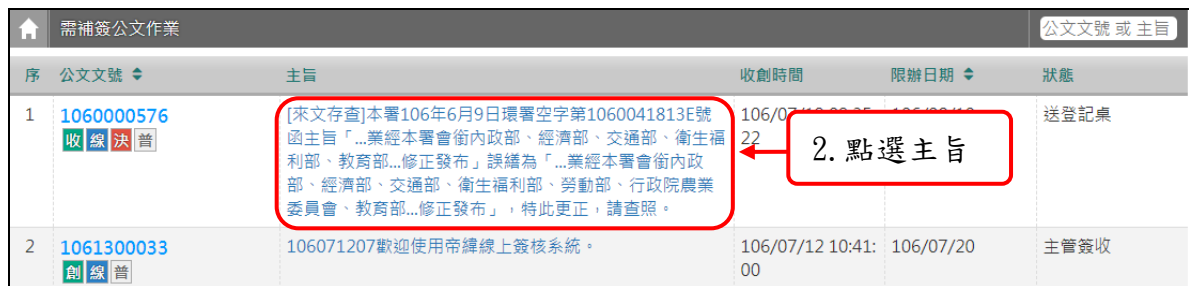 需補簽公文作業 公文文號 或 主旨
序 公文文號 主旨 收創時間 限辦日期 狀態
1 1060000576 [來文存查]本署106年6月9日環署空字第1060041813E號 106/07 送登記桌
收 線 決 普 函主旨「...業經本署會銜內政部、經濟部、交通部、衛生福 22
利部、教育部...修正發布」誤繕為「...業經本署會銜內政
部、經濟部、交通部、衛生福利部、勞動部、行政院農業
委員會、教育部...修正發布」，特此更正，請查照。
2.點選主旨
2 1061300033 106071207歡迎使用帝緯線上簽核系統。 106/07/12 10:41: 106/07/20 主管簽收
創 線 普 00